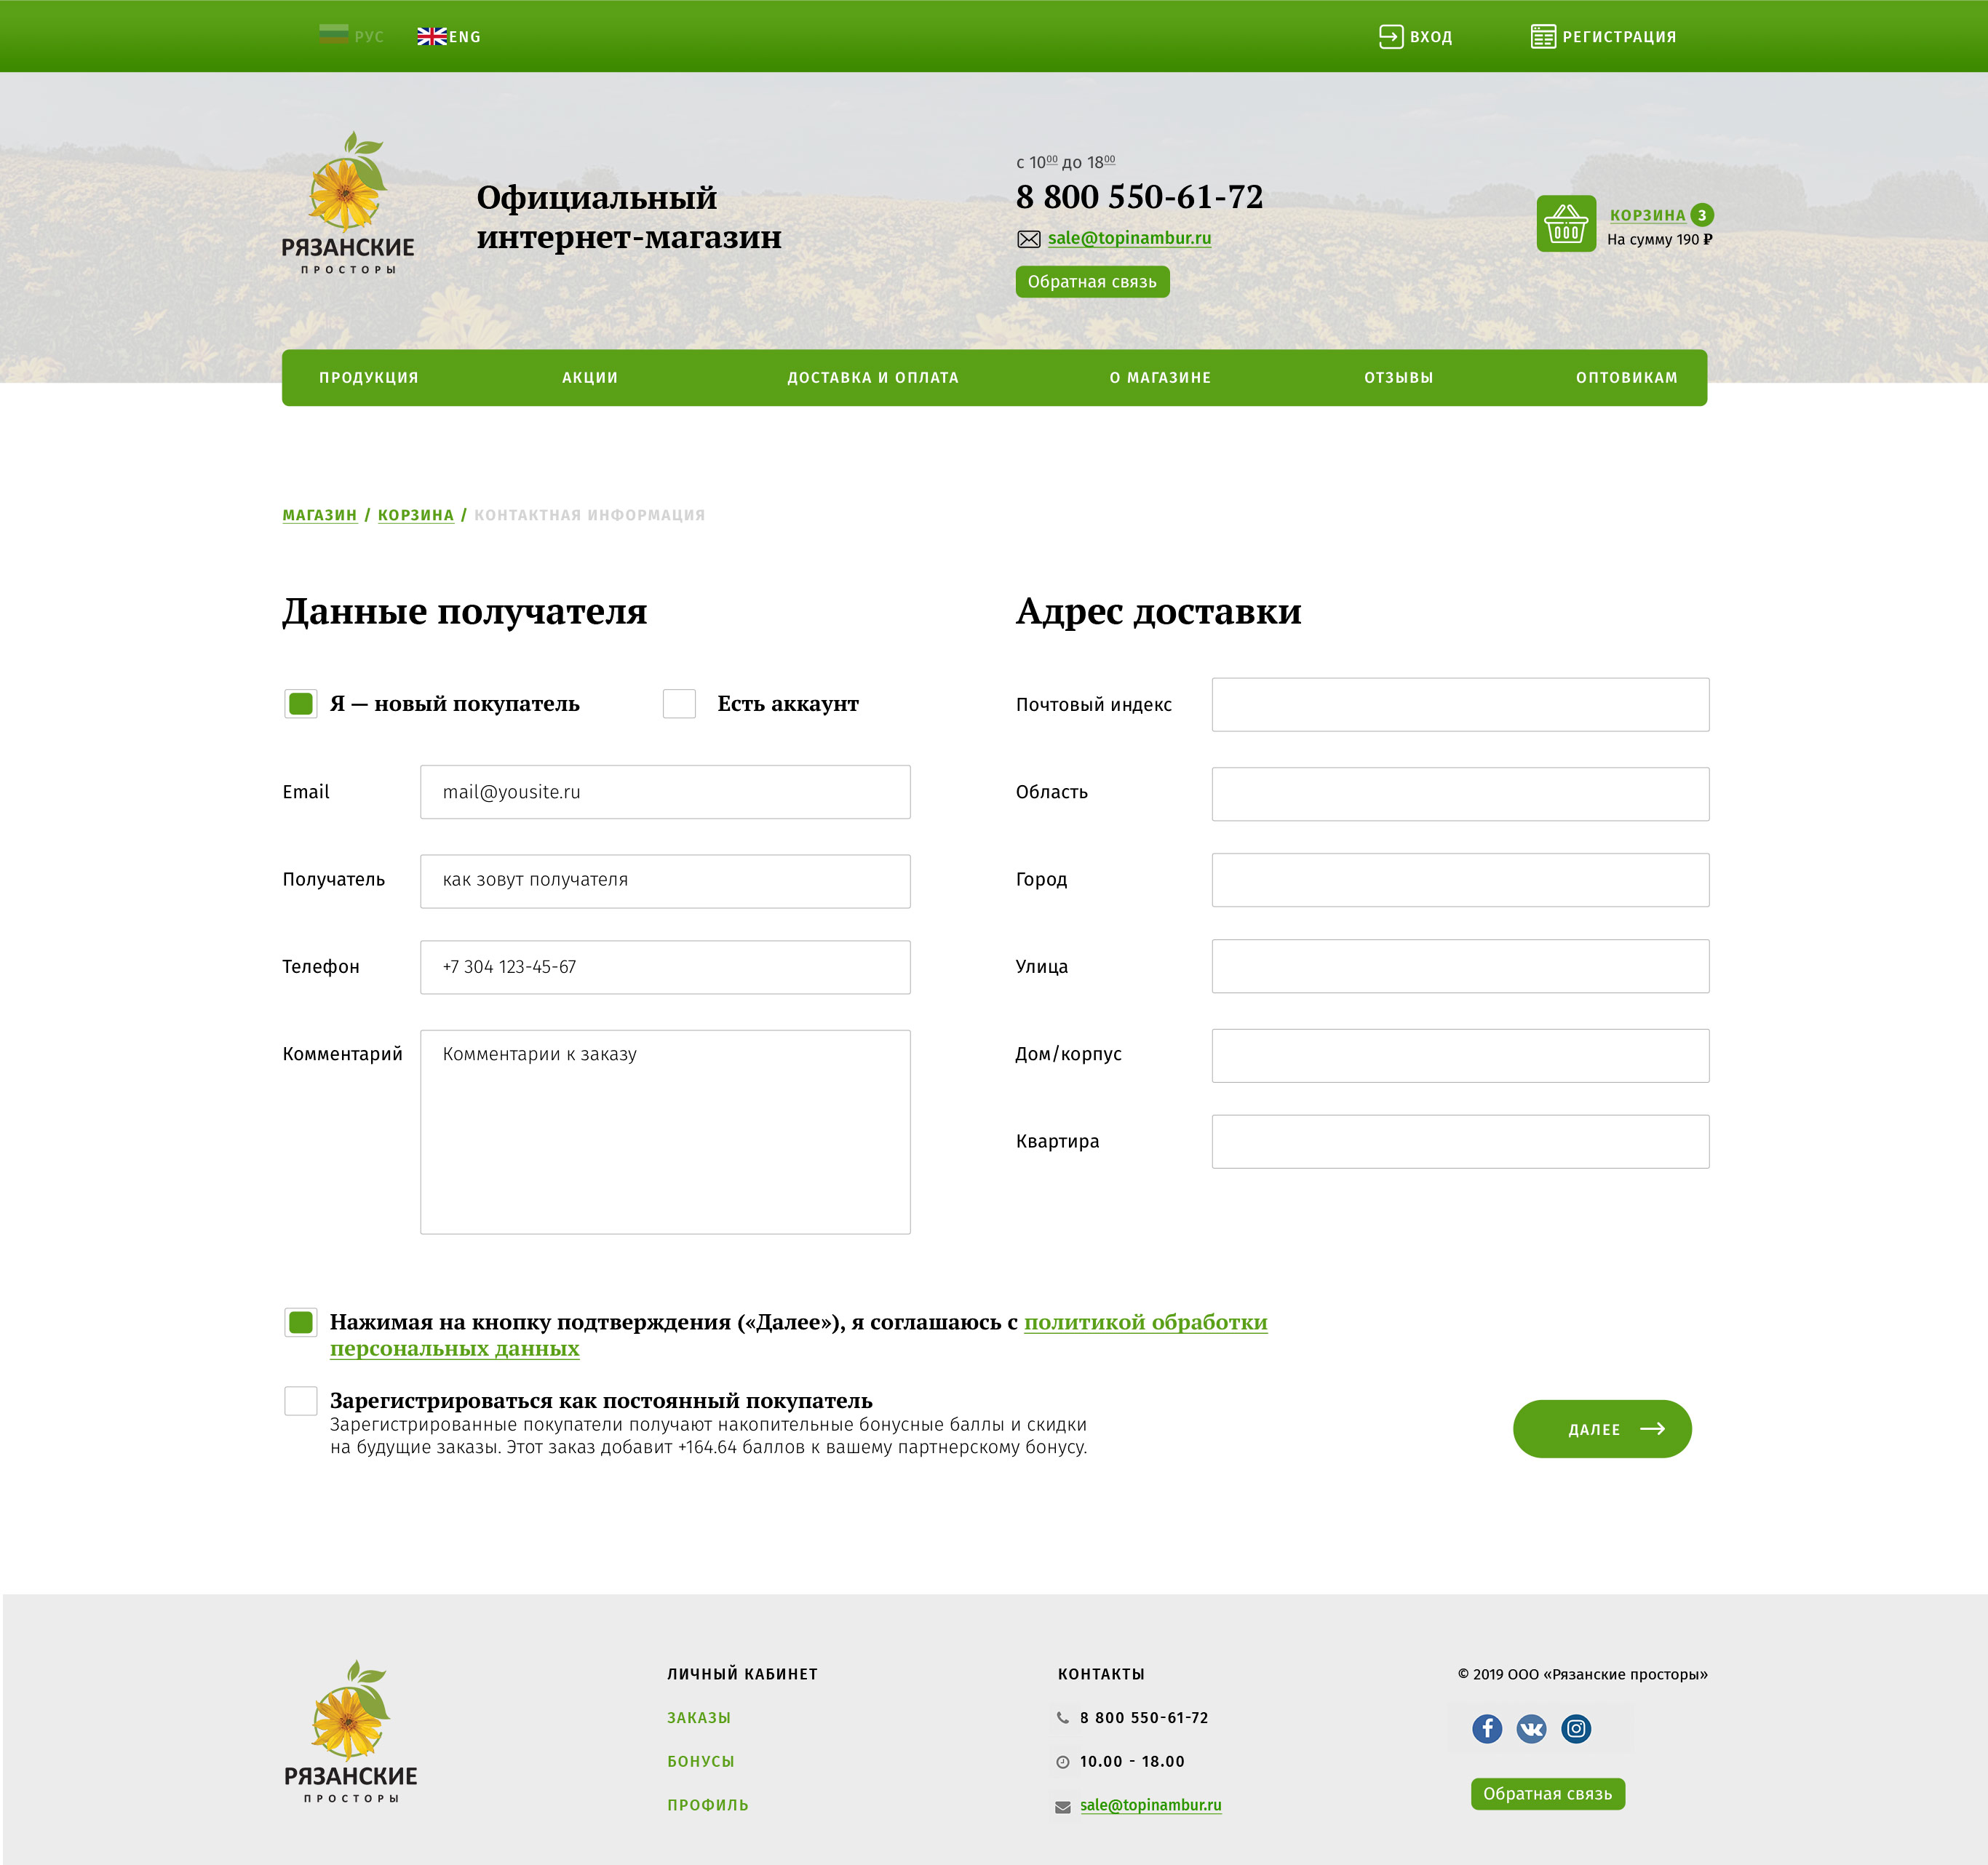 РУС ENG ВХОД РЕГИСТРАЦИЯ
РЯЗАНСКИЕ
ПРОСТОРЫ
Официальный
интернет-магазин
с 10⁰⁰ до 18⁰⁰
8 800 550-61-72
sale@topinambur.ru
Обратная связь
КОРЗИНА 3
На сумму 190 ₽
ПРОДУКЦИЯ АКЦИИ ДОСТАВКА И ОПЛАТА О МАГАЗИНЕ ОТЗЫВЫ ОПТОВИКАМ
МАГАЗИН / КОРЗИНА / КОНТАКТНАЯ ИНФОРМАЦИЯ
Данные получателя
Я — новый покупатель Есть аккаунт
Email mail@yousite.ru
Получатель как зовут получателя
Телефон +7 304 123-45-67
Комментарий Комментарии к заказу
Адрес доставки
Почтовый индекс
Область
Город
Улица
Дом/корпус
Квартира
Нажимая на кнопку подтверждения («Далее»), я соглашаюсь с политикой обработки
персональных данных
Зарегистрироваться как постоянный покупатель
Зарегистрированные покупатели получают накопительные бонусные баллы и скидки
на будущие заказы. Этот заказ добавит +164.64 баллов к вашему партнерскому бонусу.
ДАЛЕЕ
РЯЗАНСКИЕ
ПРОСТОРЫ
ЛИЧНЫЙ КАБИНЕТ
ЗАКАЗЫ
БОНУСЫ
ПРОФИЛЬ
КОНТАКТЫ
8 800 550-61-72
10.00 - 18.00
sale@topinambur.ru
© 2019 ООО «Рязанские просторы»
Обратная связь